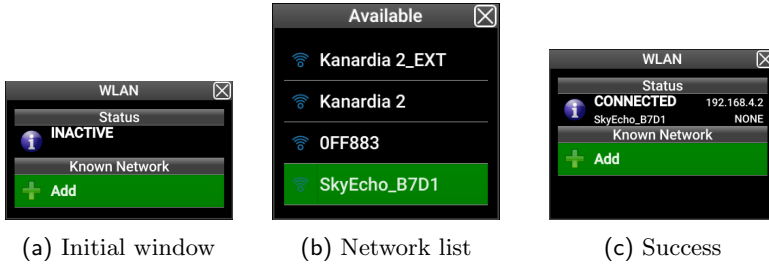 WLAN
Status
INACTIVE
Known Network
Add
(a) Initial window
Available
Kanardia 2_EXT
Kanardia 2
0FF883
SkyEcho_B7D1
(b) Network list
WLAN
Status
CONNECTED 192.168.4.2
SkyEcho_B7D1 NONE
Known Network
Add
(c) Success